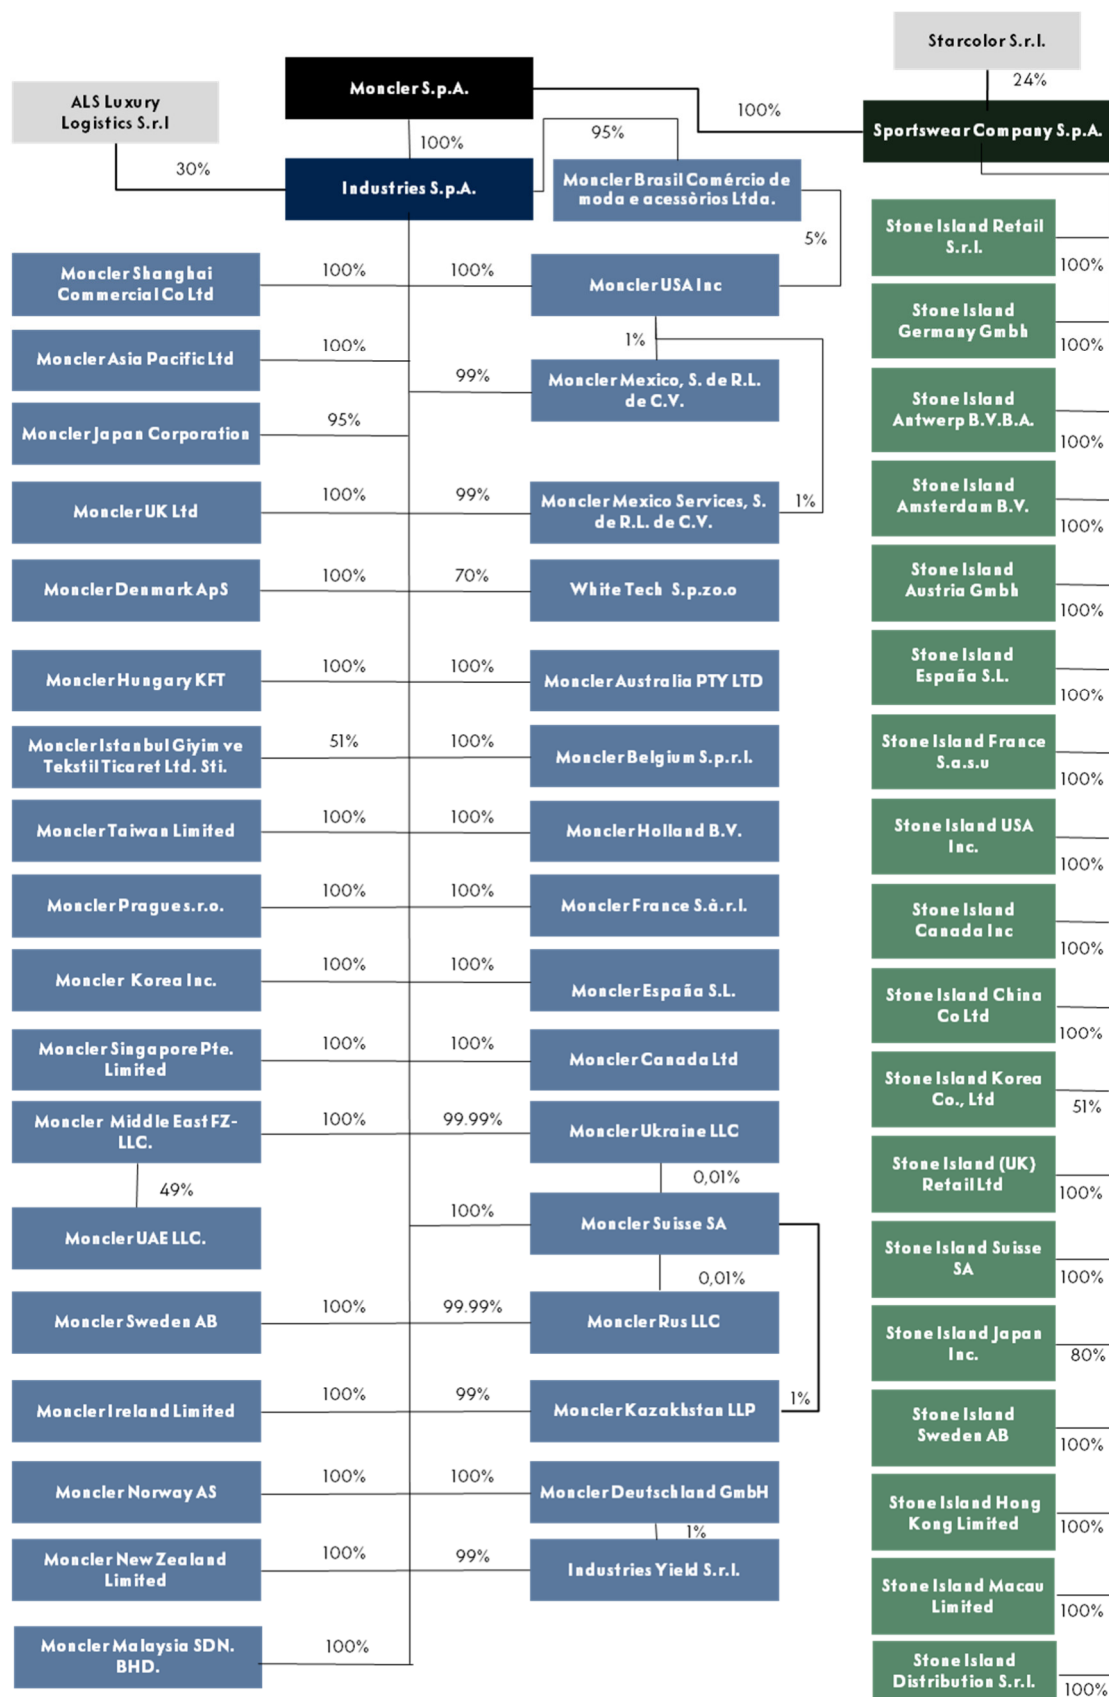 Starcolor S.r.l.
24%
Moncler S.p.A.
ALS Luxury
Logistics S.r.l
100%
95%
100%
Sportswear Company S.p.A.
30%
Industries S.p.A.
Moncler Brasil Comércio de
moda e acessòrios Ltda.
5%
Stone Island Retail
S.r.l.
100%
Moncler Shanghai
Commercial Co Ltd
100%
100%
Moncler USA Inc
Stone Island
Germany Gmbh
100%
Moncler Asia Pacific Ltd
100%
1%
99%
Moncler Mexico, S. de R.L.
de C.V.
Stone Island
Antwerp B.V.B.A.
100%
Moncler Japan Corporation
95%
Moncler UK Ltd
100%
99%
Moncler Mexico Services, S.
de R.L. de C.V.
1%
Stone Island
Amsterdam B.V.
100%
Moncler Denmark ApS
100%
70%
White Tech S.p.zo.o
Stone Island
Austria Gmbh
100%
Moncler Hungary KFT
100%
100%
Moncler Australia PTY LTD
Stone Island
España S.L.
100%
Moncler Istanbul Giyim ve
Tekstil Ticaret Ltd. Sti.
51%
100%
Moncler Belgium S.p.r.l.
Stone Island France
S.a.s.u
100%
Moncler Taiwan Limited
100%
100%
Moncler Holland B.V.
Stone Island USA
Inc.
100%
Moncler Prague s.r.o.
100%
100%
Moncler France S.à.r.l.
Stone Island
Canada Inc
100%
Moncler Korea Inc.
100%
100%
Moncler España S.L.
Stone Island China
Co Ltd
100%
Moncler Singapore Pte.
Limited
100%
100%
Moncler Canada Ltd
Stone Island Korea
Co., Ltd
51%
Moncler Middle East FZ-
LLC.
100%
99.99%
Moncler Ukraine LLC
Stone Island (UK)
Retail Ltd
100%
49%
0,01%
Moncler UAE LLC.
100%
Moncler Suisse SA
Stone Island Suisse
SA
100%
0,01%
Moncler Sweden AB
100%
99.99%
Moncler Rus LLC
Stone Island Japan
Inc.
80%
Moncler Ireland Limited
100%
99%
Moncler Kazakhstan LLP
1%
Stone Island
Sweden AB
100%
Moncler Norway AS
100%
100%
Moncler Deutschland GmbH
Stone Island Hong
Kong Limited
100%
1%
Moncler New Zealand
Limited
100%
99%
Industries Yield S.r.l.
Stone Island Macau
Limited
100%
Moncler Malaysia SDN.
BHD.
100%
Stone Island
Distribution S.r.l.
100%